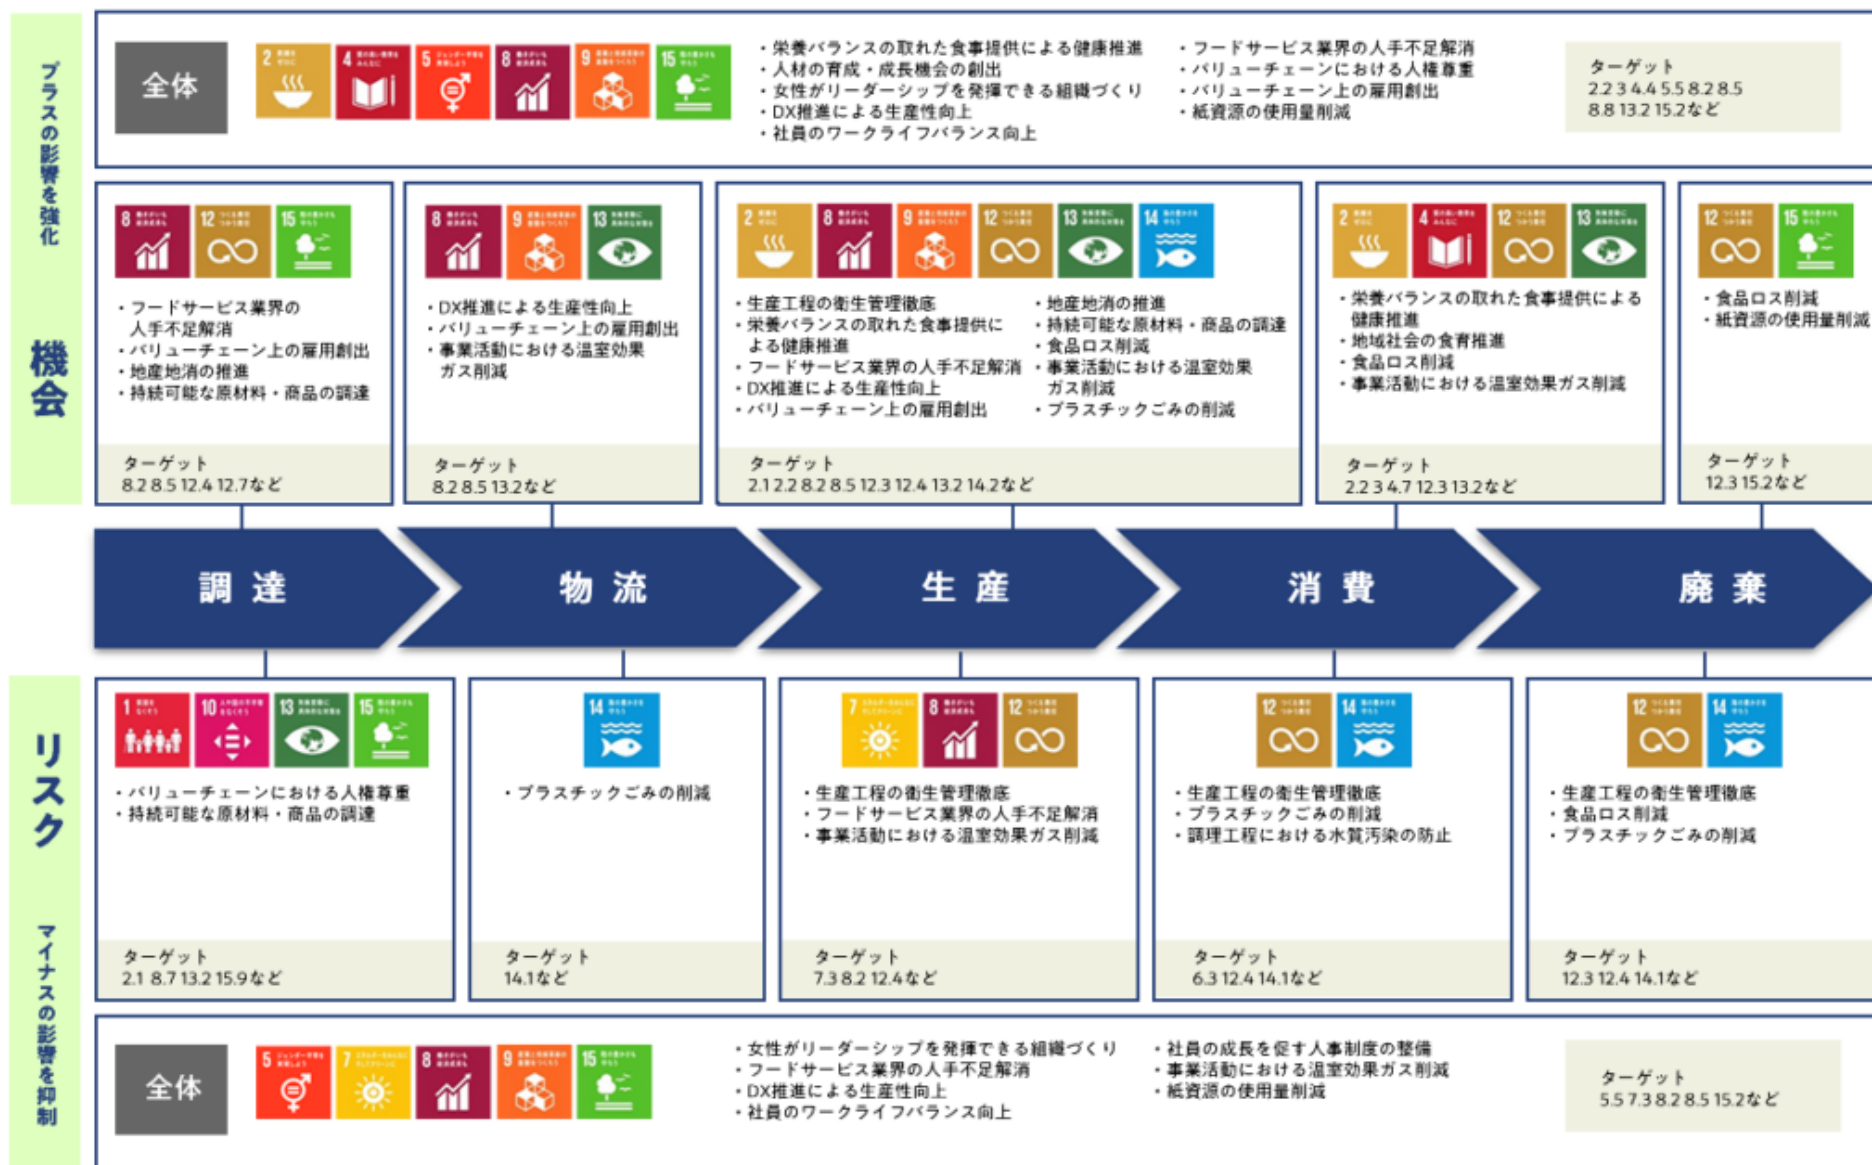 プラスの影響を強化
機会
全体
2
4
5
8
9
15
・栄養バランスの取れた食事提供による健康推進
・人材の育成・成長機会の創出
・女性がリーダーシップを発揮できる組織づくり
・DX推進による生産性向上
・社員のワークライフバランス向上
・フードサービス業界の人手不足解消
・バリューチェーンにおける人権尊重
・バリューチェーン上の雇用創出
・紙資源の使用量削減
ターゲット
2.2 3 4.4 5.5 8.2 8.5
8.8 13.2 15.2など
8
12
15
・フードサービス業界の
人手不足解消
・バリューチェーン上の雇用創出
・地産地消の推進
・持続可能な原材料・商品の調達
ターゲット
8.2 8.5 12.4 12.7など
8
9
13
・DX推進による生産性向上
・バリューチェーン上の雇用創出
・事業活動における温室効果
ガス削減
ターゲット
8.2 8.5 13.2など
2
8
9
12
13
14
・生産工程の衛生管理徹底
・栄養バランスの取れた食事提供に
よる健康推進
・フードサービス業界の人手不足解消
・DX推進による生産性向上
・バリューチェーン上の雇用創出
・地産地消の推進
・持続可能な原材料・商品の調達
・食品ロス削減
・事業活動における温室効果
ガス削減
・プラスチックごみの削減
ターゲット
2.1 2.2 8.2 8.5 12.3 12.4 13.2 14.2など
2
4
12
13
・栄養バランスの取れた食事提供による
健康推進
・地域社会の食育推進
・食品ロス削減
・事業活動における温室効果ガス削減
ターゲット
2.2 3 4.7 12.3 13.2など
12
15
・食品ロス削減
・紙資源の使用量削減
ターゲット
12.3 15.2など
調達
物流
生産
消費
廃棄
リスク
マイナスの影響を抑制
1
10
13
15
・バリューチェーンにおける人権尊重
・持続可能な原材料・商品の調達
ターゲット
2.1 8.7 13.2 15.9など
14
・プラスチックごみの削減
ターゲット
14.1など
7
8
12
・生産工程の衛生管理徹底
・フードサービス業界の人手不足解消
・事業活動における温室効果ガス削減
ターゲット
7.3 8.2 12.4など
12
14
・生産工程の衛生管理徹底
・プラスチックごみの削減
・調理工程における水質汚染の防止
ターゲット
6.3 12.4 14.1など
12
14
・生産工程の衛生管理徹底
・食品ロス削減
・プラスチックごみの削減
ターゲット
12.3 12.4 14.1など
全体
5
7
8
9
15
・女性がリーダーシップを発揮できる組織づくり
・フードサービス業界の人手不足解消
・DX推進による生産性向上
・社員のワークライフバランス向上
・社員の成長を促す人事制度の整備
・事業活動における温室効果ガス削減
・紙資源の使用量削減
ターゲット
5.5 7.3 8.2 8.5 15.2など